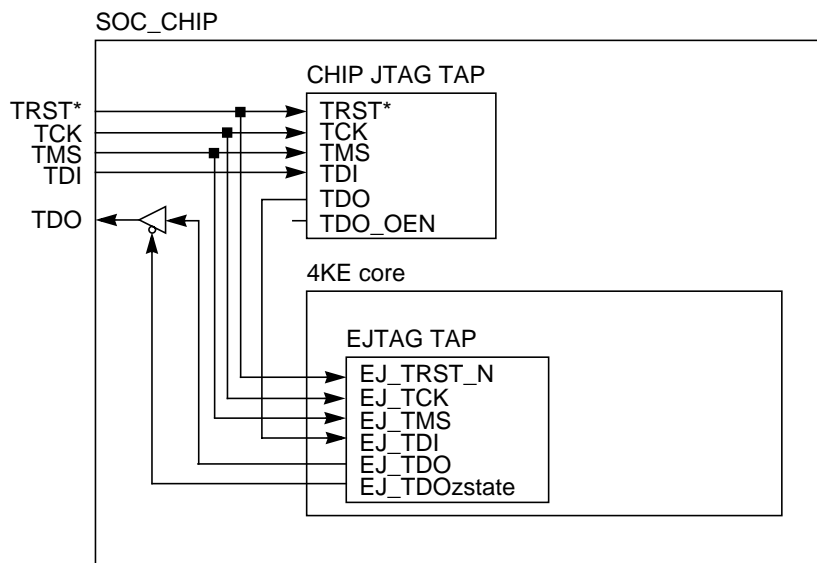 SOC_CHIP
CHIP JTAG TAP
TRST*
TCK
TMS
TDI
TDO
TRST*
TCK
TMS
TDI
TDO
TDO_OEN
4KE core
EJTAG TAP
EJ_TRST_N
EJ_TCK
EJ_TMS
EJ_TDI
EJ_TDO
EJ_TDOzstate